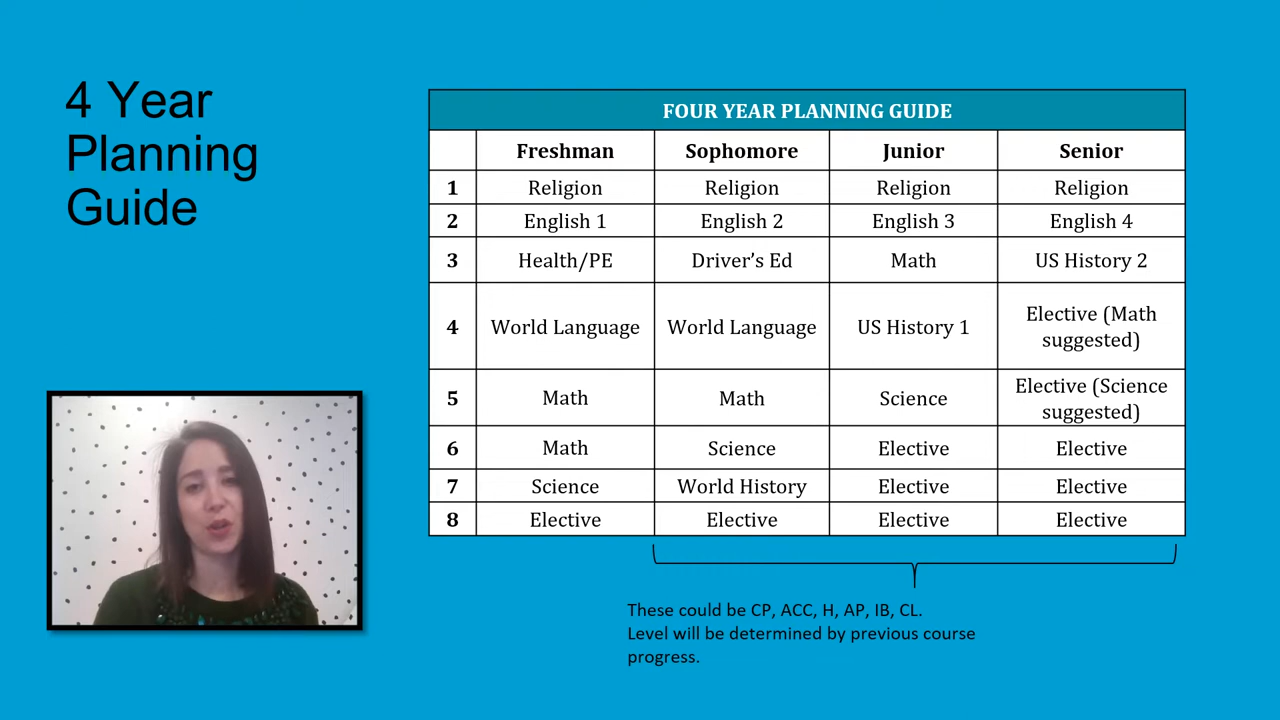 4 Year
Planning
Guide
FOUR YEAR PLANNING GUIDE
Freshman Sophomore Junior Senior
1 Religion Religion Religion Religion
2 English 1 English 2 English 3 English 4
3 Health/PE Driver’s Ed Math US History 2
4 World Language World Language US History 1 Elective (Math
suggested)
5 Math Math Science Elective (Science
suggested)
6 Math Science Elective Elective
7 Science World History Elective Elective
8 Elective Elective Elective Elective
These could be CP, ACC, H, AP, IB, CL.
Level will be determined by previous course
progress.